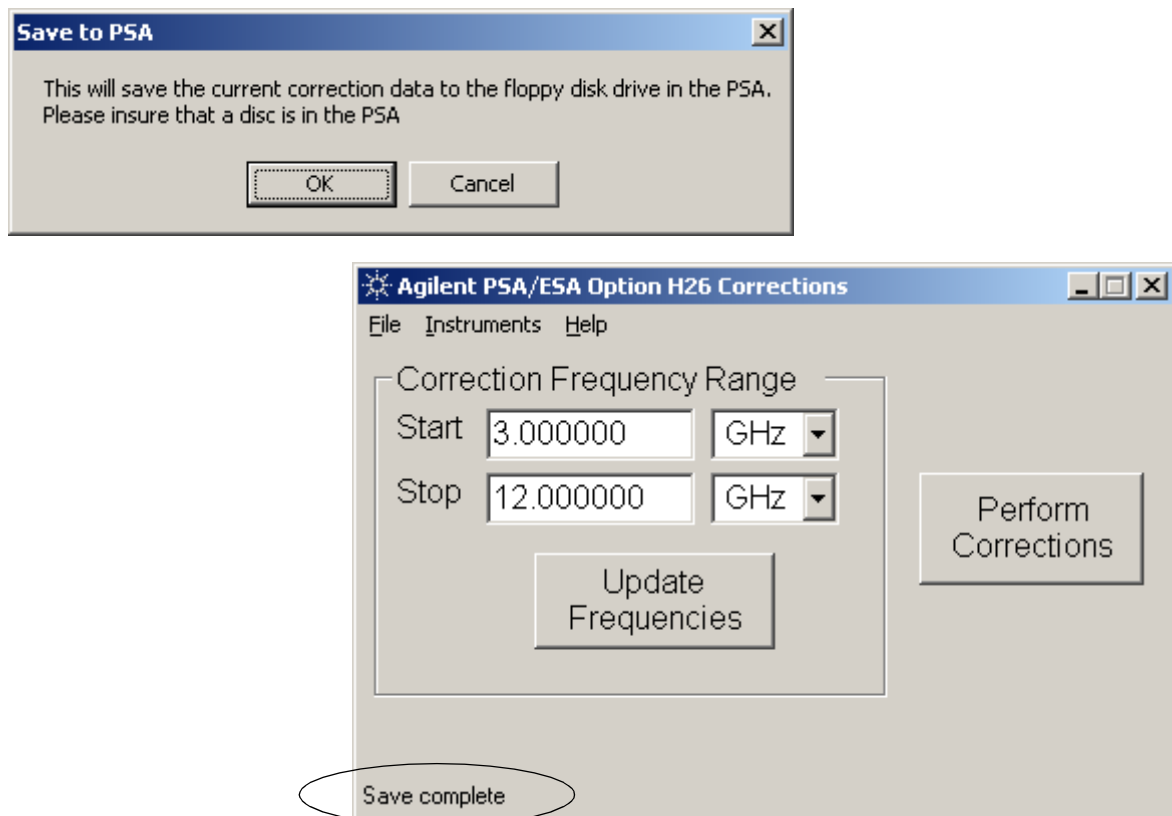 Save to PSA
This will save the current correction data to the floppy disk drive in the PSA.
Please insure that a disc is in the PSA
OK Cancel
Agilent PSA/ESA Option H26 Corrections
File Instruments Help
Correction Frequency Range
Start 3.000000 GHz
Stop 12.000000 GHz
Update
Frequencies
Perform
Corrections
Save complete